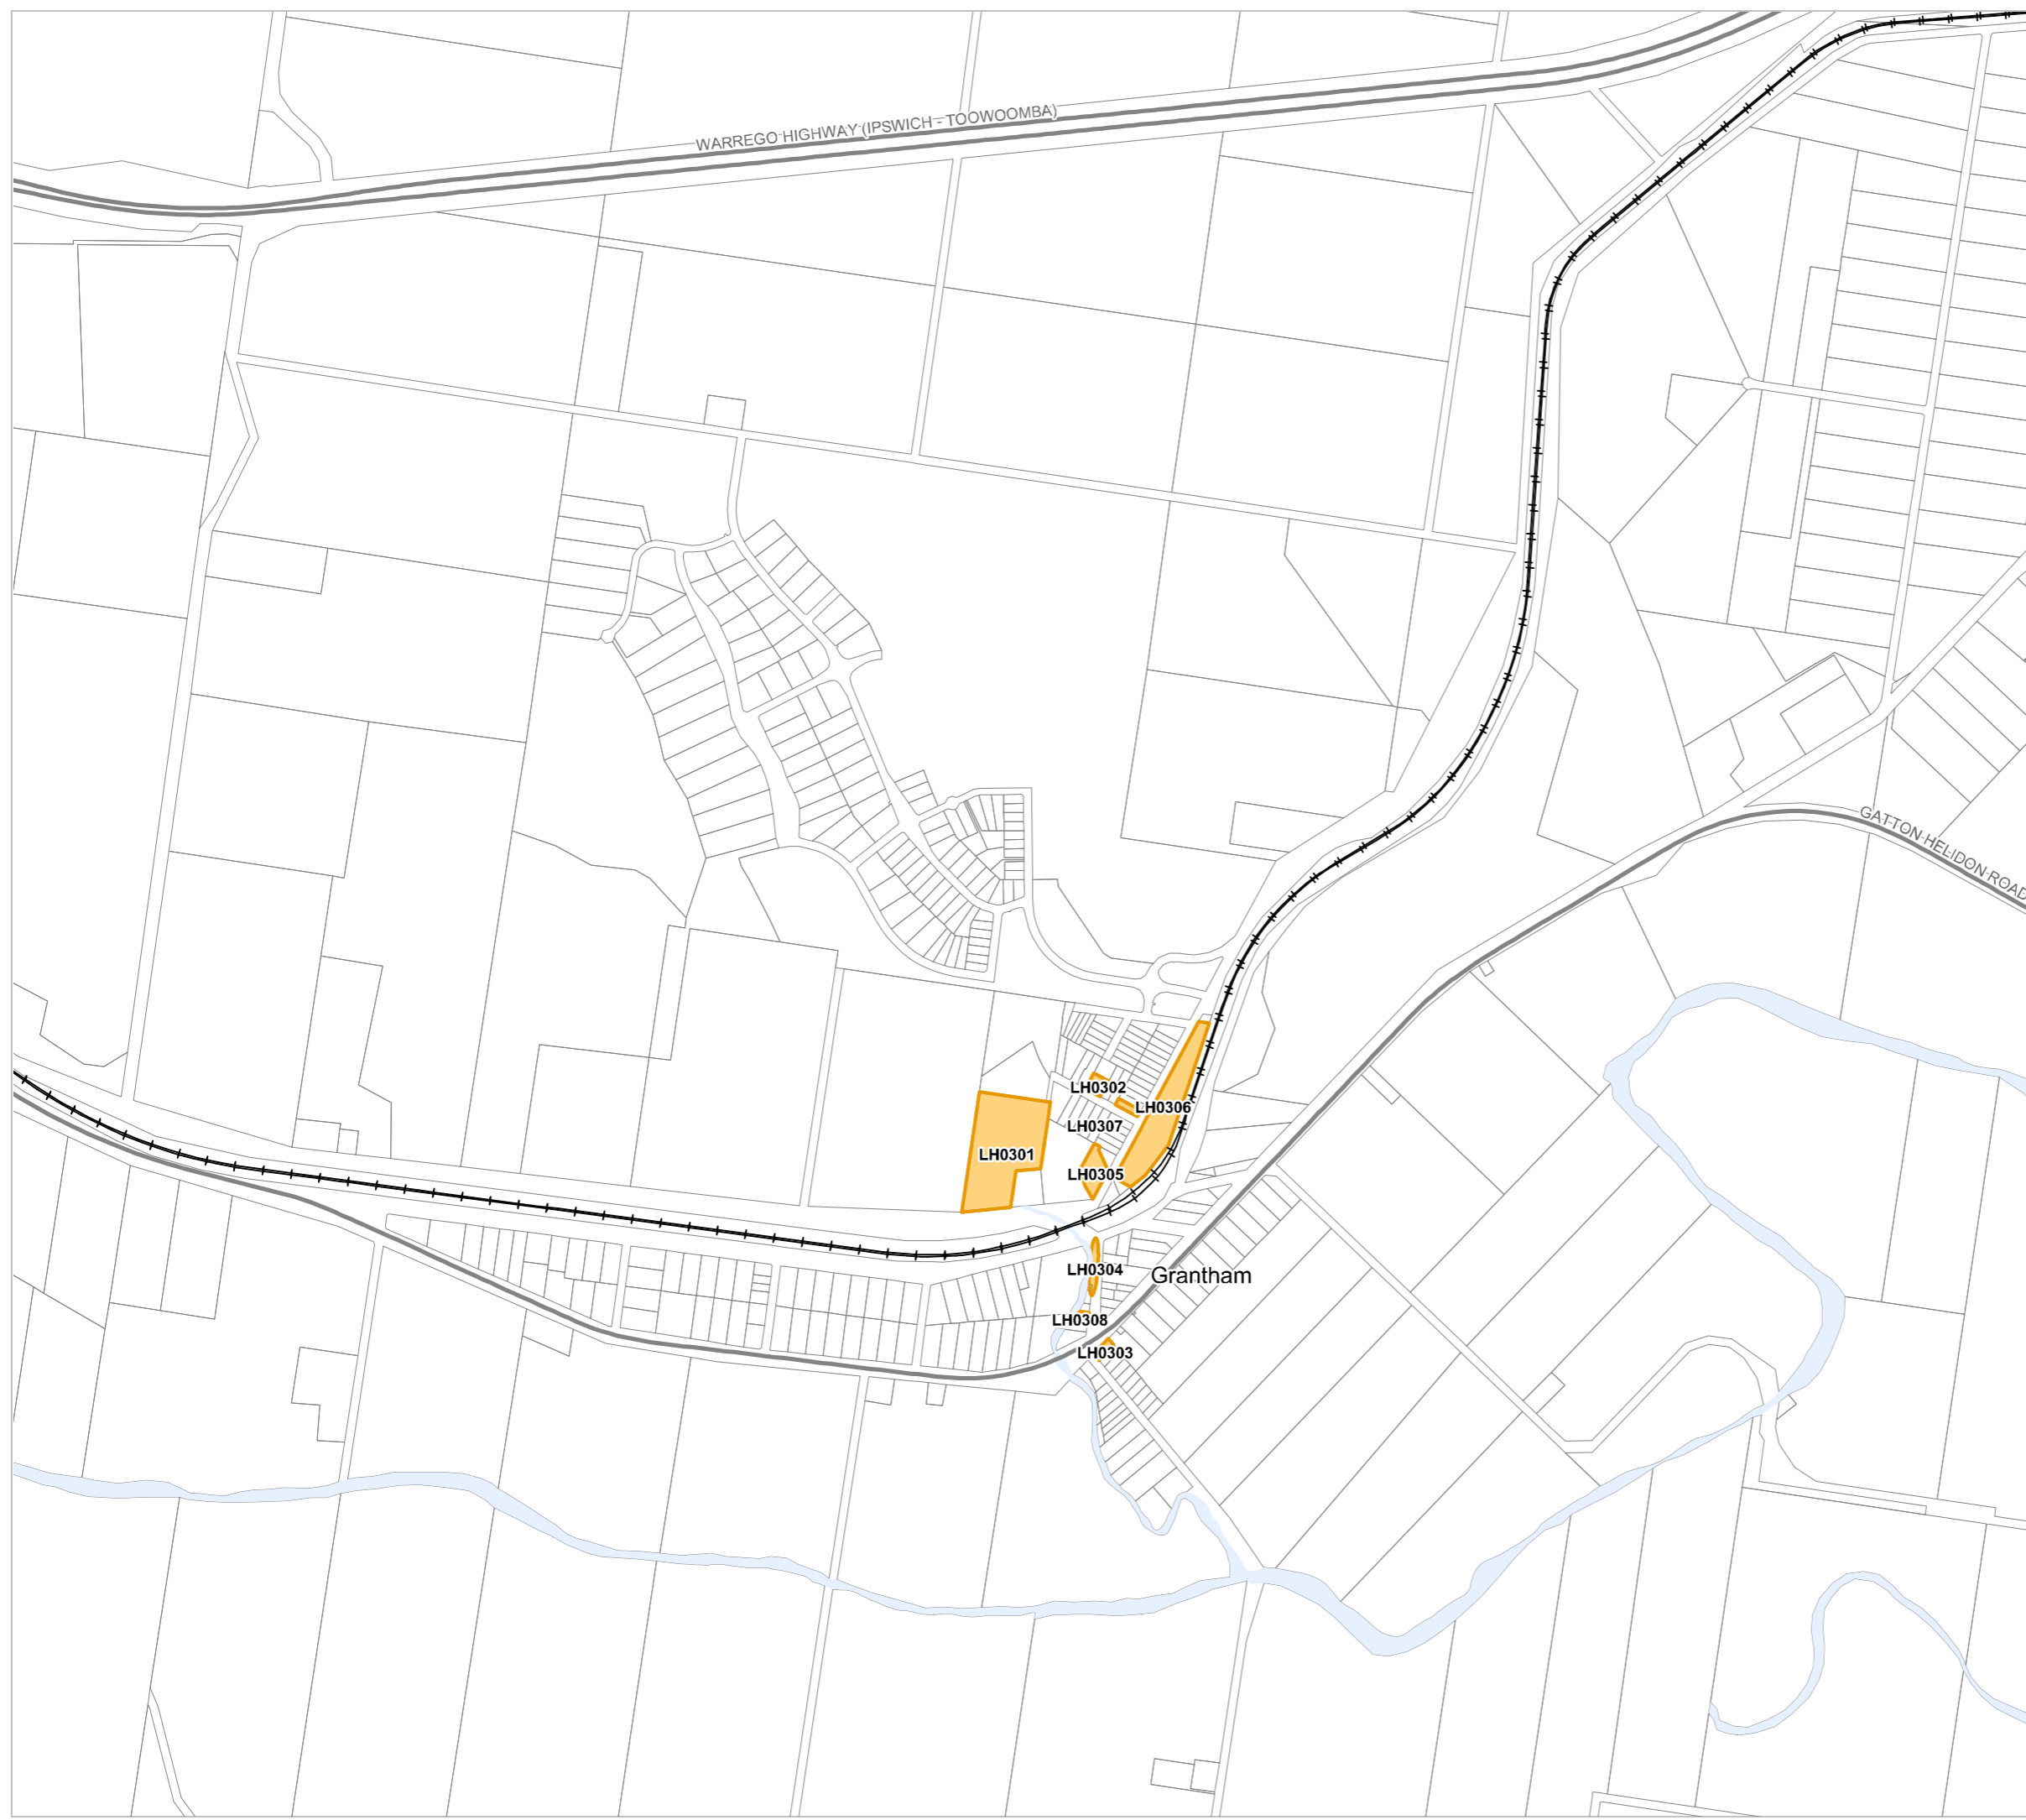 WARREGO HIGHWAY (IPSWICH - TOOWOOMBA)
GATTON HELIDON ROAD
LH0302
LH0306
LH0307
LH0301
LH0305
LH0304
Grantham
LH0308
LH0303